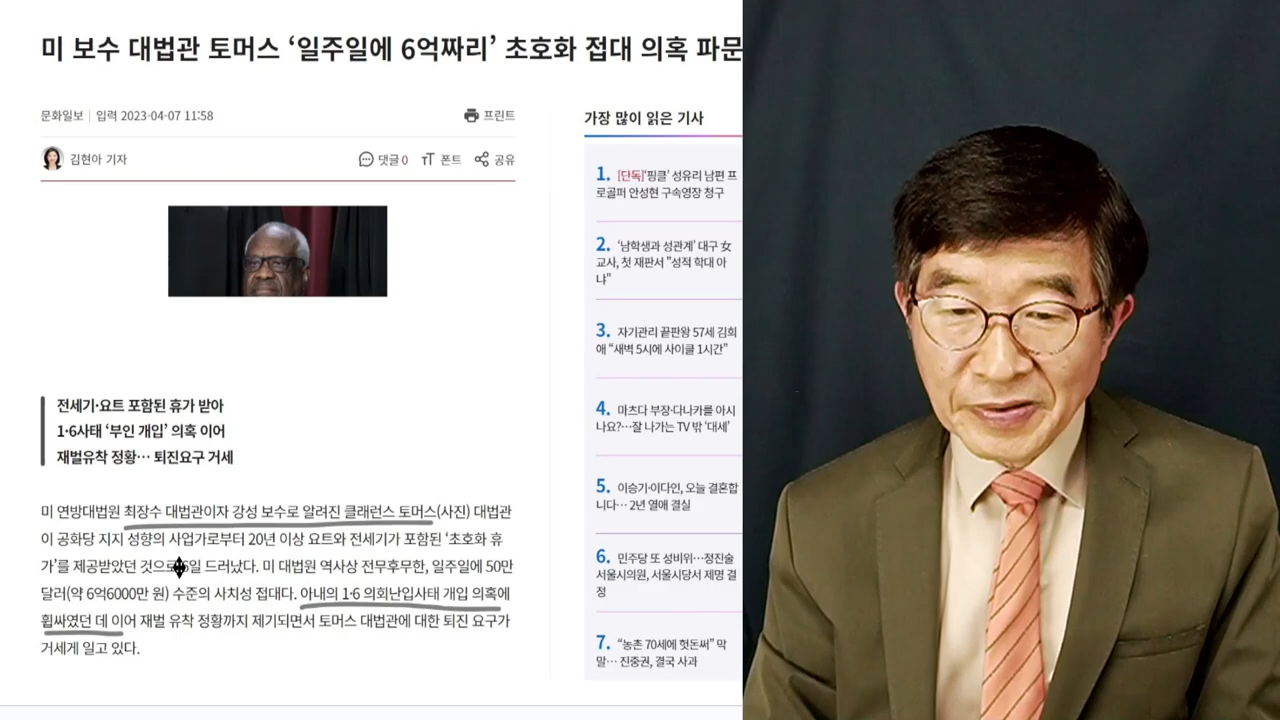 미 보수 대법관 토머스 ‘일주일에 6억짜리’ 초호화 접대 의혹 파문
문화일보 | 입력 2023-04-07 11:58
프린트
김현아 기자
댓글 0
폰트
공유
전세기·요트 포함된 휴가 받아
1·6사태 ‘부인 개입’ 의혹 이어
재벌유착 정황… 퇴진요구 거세
미 연방대법원 최장수 대법관이자 강성 보수로 알려진 클래런스 토머스(사진) 대법관
이 공화당 지지 성향의 사업가로부터 20년 이상 요트와 전세기가 포함된 ‘초호화 휴
가’를 제공받았던 것으로 6일 드러났다. 미 대법원 역사상 전무후무한, 일주일에 50만
달러(약 6억6000만 원) 수준의 사치성 접대다. 아내의 1·6 의회난입사태 개입 의혹에
휩싸였던 데 이어 재벌 유착 정황까지 제기되면서 토머스 대법관에 대한 퇴진 요구가
거세게 일고 있다.
가장 많이 읽은 기사
1. [단독]‘핑클’ 성유리 남편 프
로골퍼 안성현 구속영장 청구
2. ‘남학생과 성관계’ 대구 女
교사, 첫 재판서 "성적 학대 아
냐"
3. 자기관리 끝판왕 57세 김희
애 “새벽 5시에 사이클 1시간”
4. 마츠다 부장·다나카를 아시
나요?…잘 나가는 TV 밖 ‘대세’
5. 이승기·이다인, 오늘 결혼합
니다… 2년 열애 결실
6. 민주당 또 성비위…정진술
서울시의원, 서울시당서 제명 결
정
7. “농촌 70세에 헛돈써” 막
말… 진중권, 결국 사과